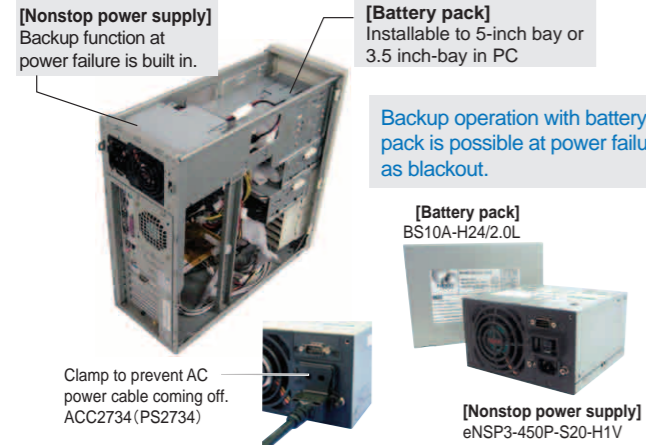 [Nonstop power supply]
Backup function at
power failure is built in.
[Battery pack]
Installable to 5-inch bay or
3.5 inch-bay in PC
Backup operation with battery
pack is possible at power failu
as blackout.
[Battery pack]
BS10A-H24/2.0L
Clamp to prevent AC
power cable coming off.
ACC2734(PS2734)
[Nonstop power supply]
eNSP3-450P-S20-H1V